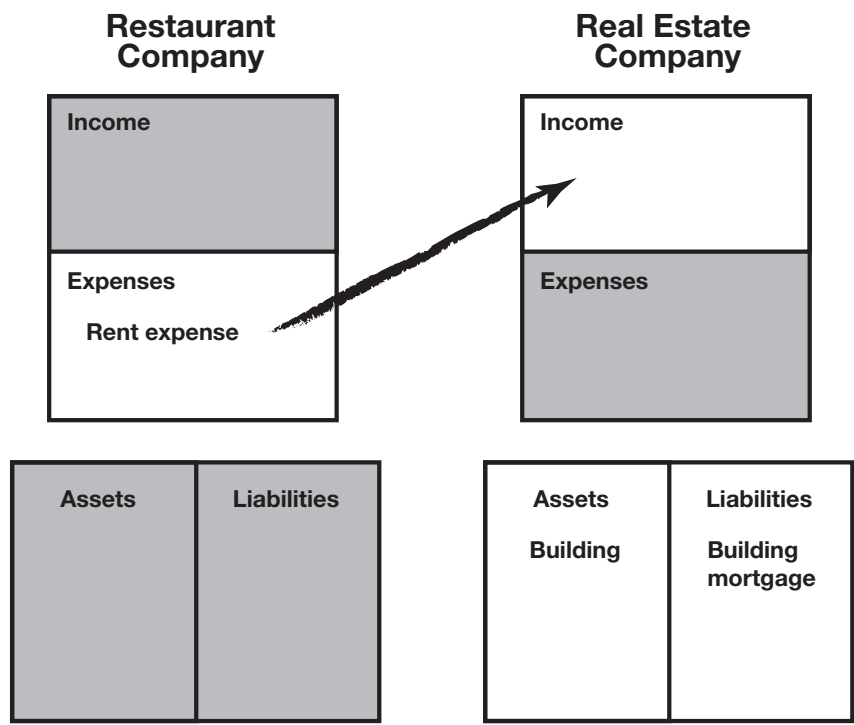 Restaurant
Company
Real Estate
Company
Income
Expenses
Rent expense
Income
Expenses
Assets
Liabilities
Assets
Building
Liabilities
Building
mortgage